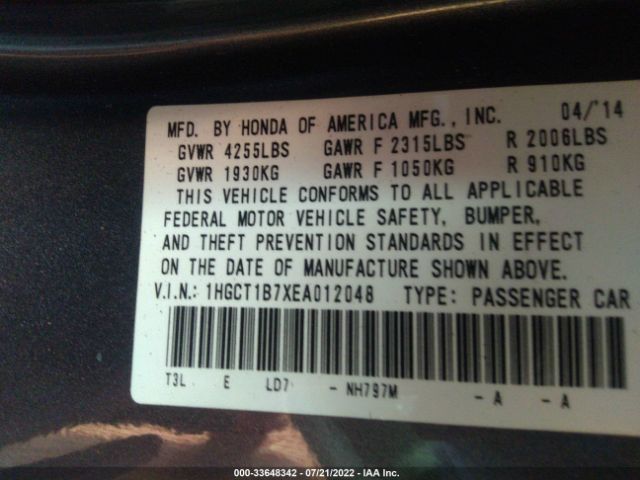 MFD. BY HONDA OF AMERICA MFG., INC. 04/'14
GVWR 4255LBS GAWR F 2315LBS R 2006LBS
GVWR 1930KG GAWR F 1050KG R 910KG
THIS VEHICLE CONFORMS TO ALL APPLICABLE
FEDERAL MOTOR VEHICLE SAFETY, BUMPER,
AND THEFT PREVENTION STANDARDS IN EFFECT
ON THE DATE OF MANUFACTURE SHOWN ABOVE.
V.I.N.: 1HGCT1B7XEA012048 TYPE: PASSENGER CAR
T3L E LD7 - NH797M - A - A
000-33648342 - 07/21/2022 - IAA Inc.